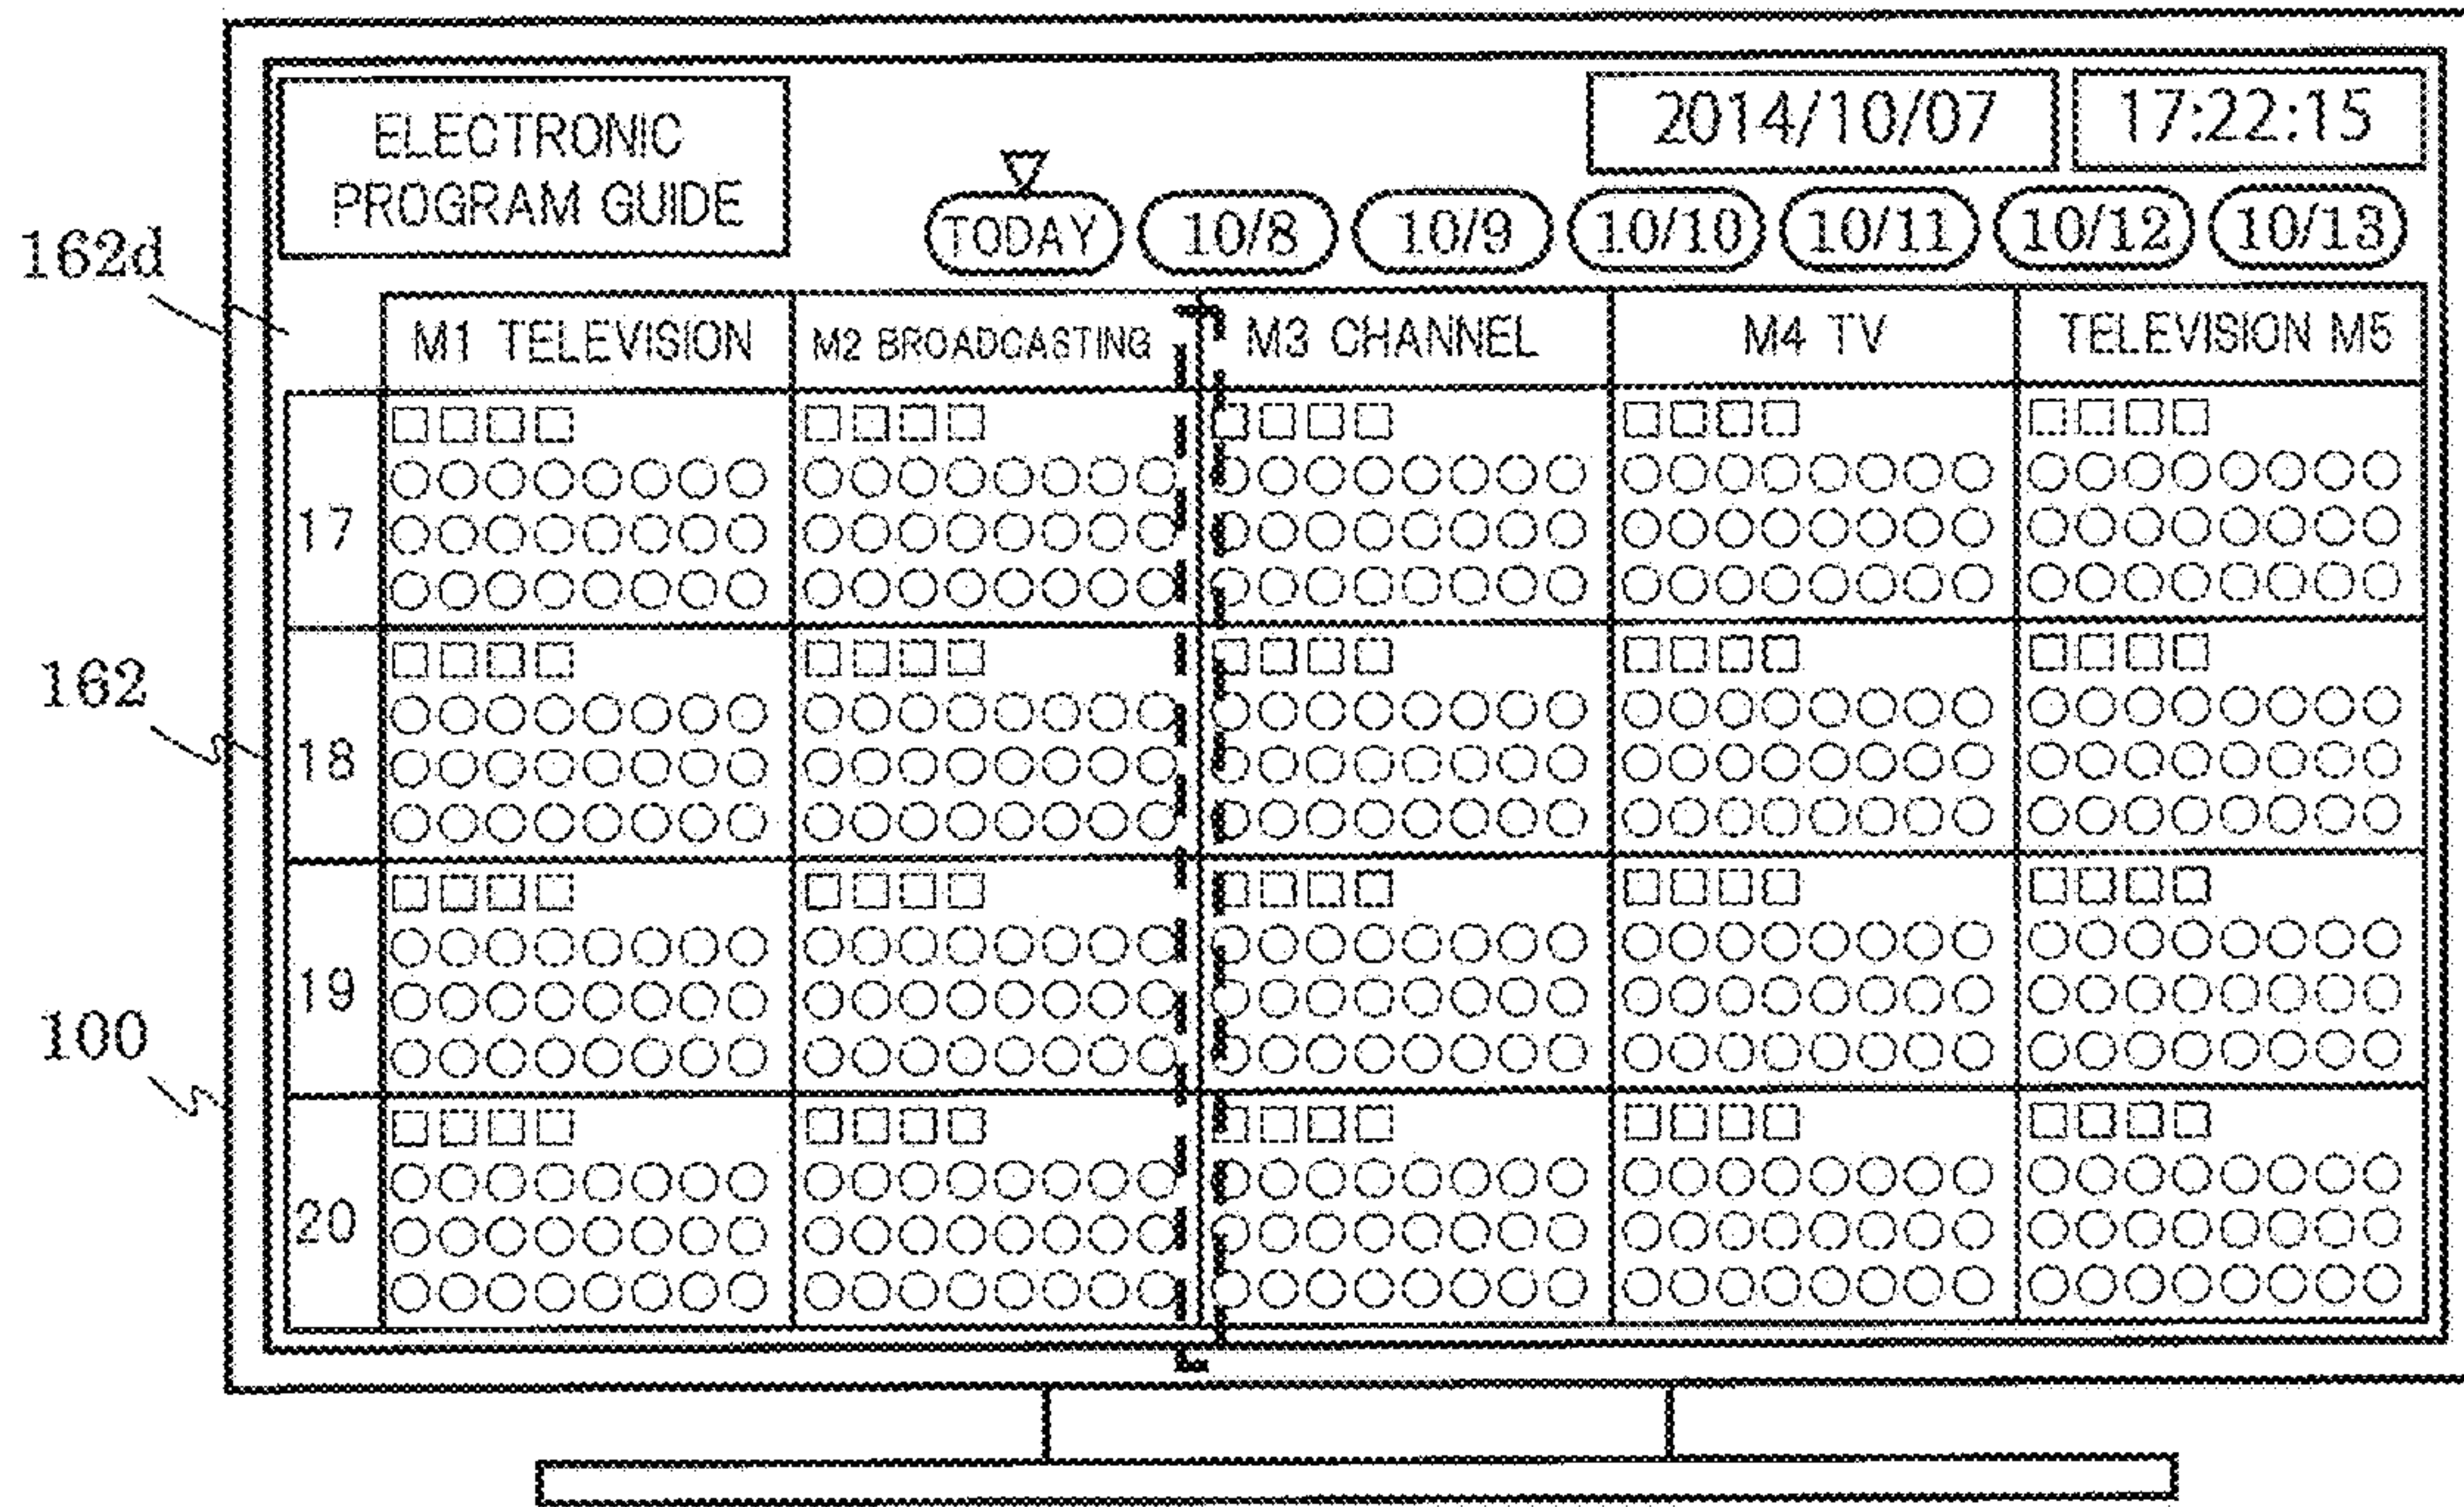 ELECTRONIC
PROGRAM GUIDE
2014/10/07
17:22:15
TODAY 10/8 10/9 10/10 10/11 10/12 10/13
162d
M1 TELEVISION M2 BROADCASTING M3 CHANNEL M4 TV TELEVISION M5
□□□□ □□□□ □□□□ □□□□ □□□□
○○○○○○○○ ○○○○○○○○ ○○○○○○○○ ○○○○○○○○ ○○○○○○○○
17 ○○○○○○○○ ○○○○○○○○ ○○○○○○○○ ○○○○○○○○ ○○○○○○○○
○○○○○○○○ ○○○○○○○○ ○○○○○○○○ ○○○○○○○○ ○○○○○○○○
□□□□ □□□□ □□□□ □□□□ □□□□
162
○○○○○○○○ ○○○○○○○○ ○○○○○○○○ ○○○○○○○○ ○○○○○○○○
18 ○○○○○○○○ ○○○○○○○○ ○○○○○○○○ ○○○○○○○○ ○○○○○○○○
○○○○○○○○ ○○○○○○○○ ○○○○○○○○ ○○○○○○○○ ○○○○○○○○
□□□□ □□□□ □□□□ □□□□ □□□□
○○○○○○○○ ○○○○○○○○ ○○○○○○○○ ○○○○○○○○ ○○○○○○○○
19 ○○○○○○○○ ○○○○○○○○ ○○○○○○○○ ○○○○○○○○ ○○○○○○○○
100
○○○○○○○○ ○○○○○○○○ ○○○○○○○○ ○○○○○○○○ ○○○○○○○○
□□□□ □□□□ □□□□ □□□□ □□□□
○○○○○○○○ ○○○○○○○○ ○○○○○○○○ ○○○○○○○○ ○○○○○○○○
20 ○○○○○○○○ ○○○○○○○○ ○○○○○○○○ ○○○○○○○○ ○○○○○○○○
○○○○○○○○ ○○○○○○○○ ○○○○○○○○ ○○○○○○○○ ○○○○○○○○